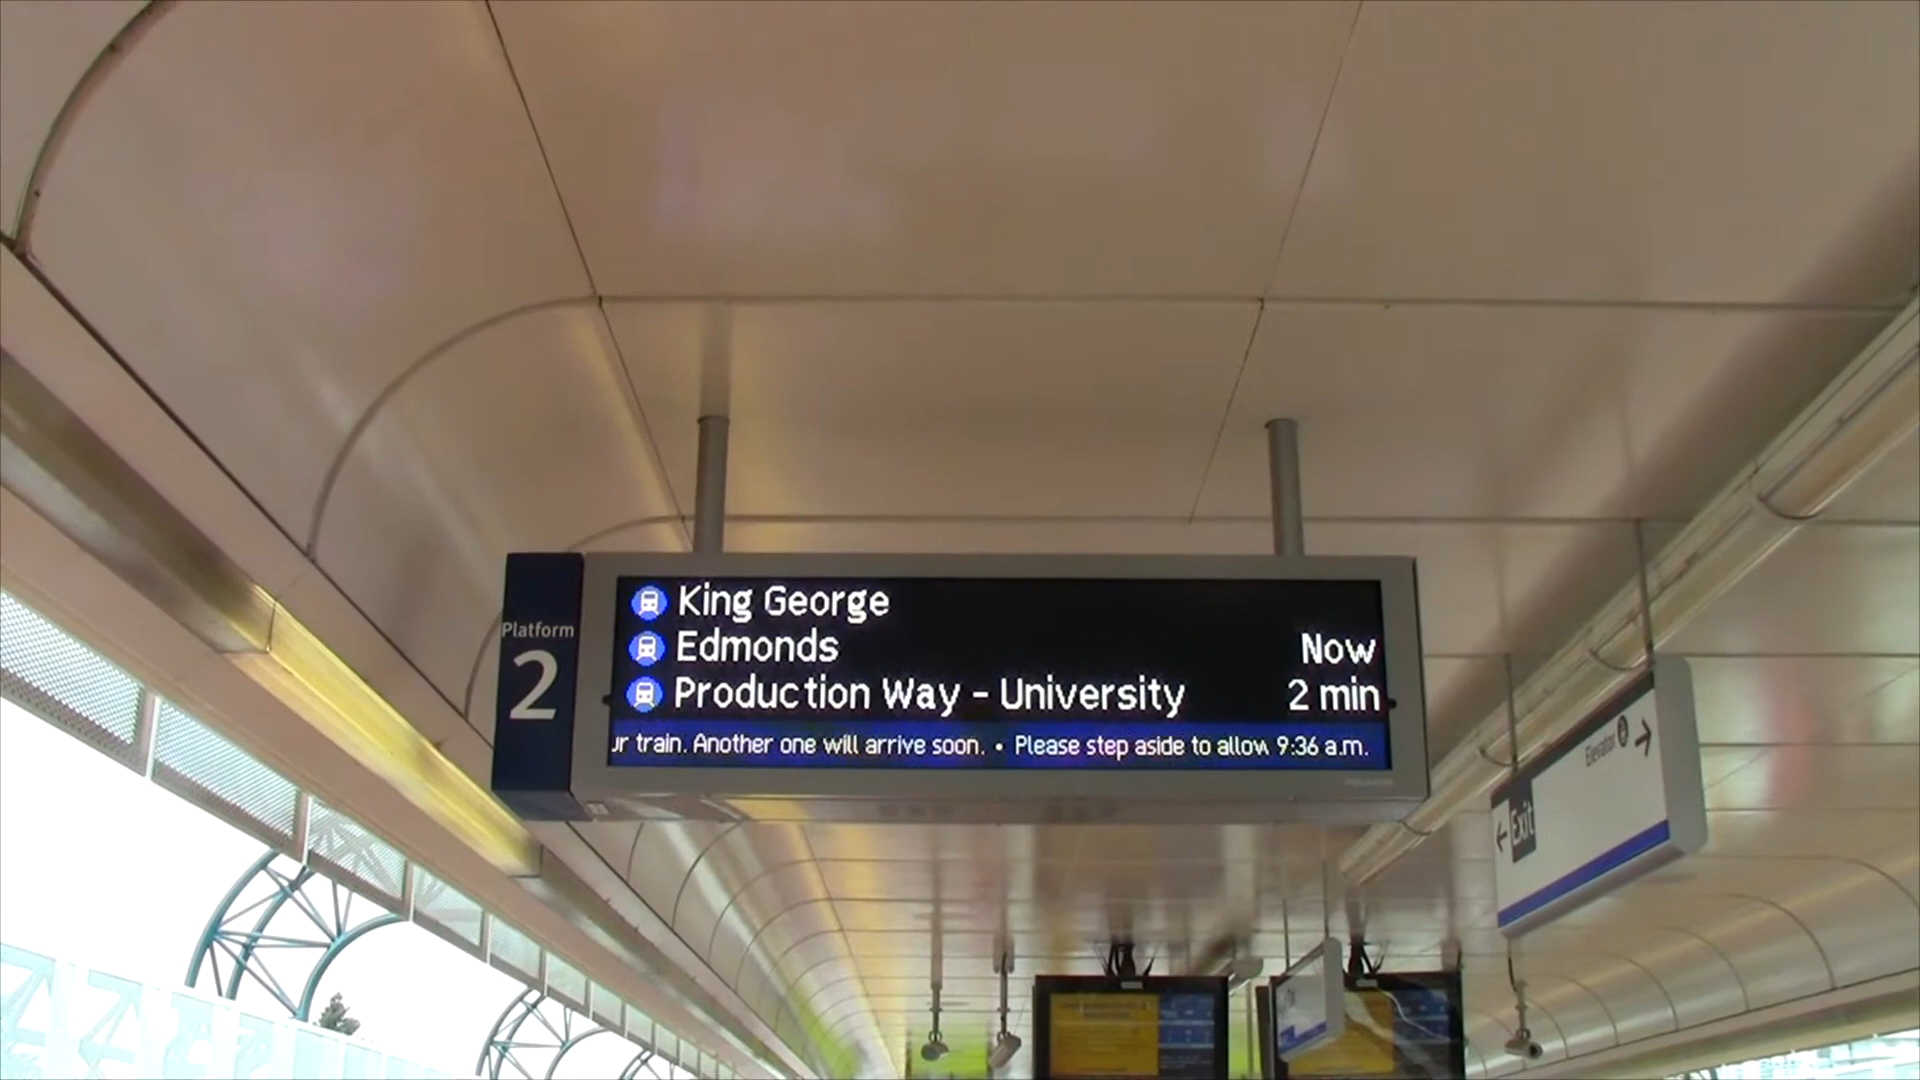 Platform
2
King George
Edmonds Now
Production Way - University 2 min
ur train. Another one will arrive soon. • Please step aside to allow 9:36 a.m.
Elevator →
← Exit